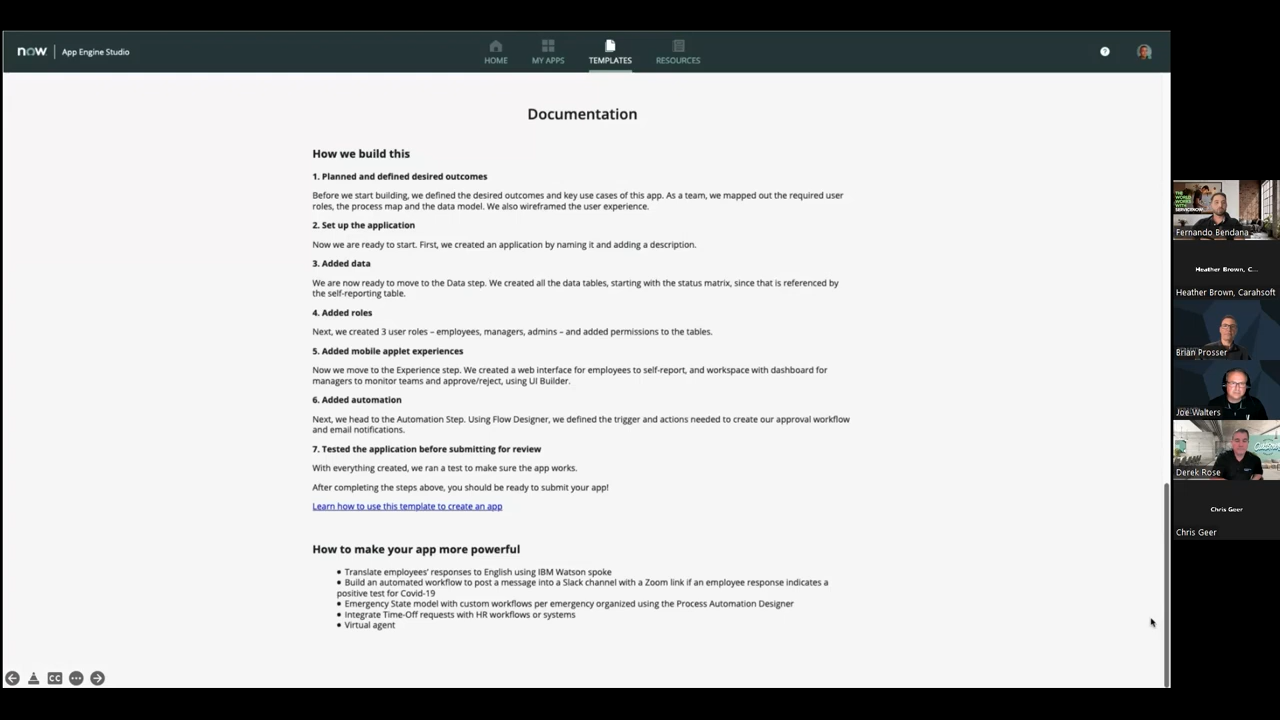 now
App Engine Studio
HOME
MY APPS
TEMPLATES
RESOURCES
?
Documentation
How we build this
1. Planned and defined desired outcomes
Before we start building, we defined the desired outcomes and key use cases of this app. As a team, we mapped out the required user
roles, the process map and the data model. We also wireframed the user experience.
2. Set up the application
Now we are ready to start. First, we created an application by naming it and adding a description.
3. Added data
We are now ready to move to the Data step. We created all the data tables, starting with the status matrix, since that is referenced by
the self-reporting table.
4. Added roles
Next, we created 3 user roles – employees, managers, admins – and added permissions to the tables.
5. Added mobile applet experiences
Now we move to the Experience step. We created a web interface for employees to self-report, and workspace with dashboard for
managers to monitor teams and approve/reject, using UI Builder.
6. Added automation
Next, we head to the Automation Step. Using Flow Designer, we defined the trigger and actions needed to create our approval workflow
and email notifications.
7. Tested the application before submitting for review
With everything created, we ran a test to make sure the app works.
After completing the steps above, you should be ready to submit your app!
Learn how to use this template to create an app
How to make your app more powerful
• Translate employees' responses to English using IBM Watson spoke
• Build an automated workflow to post a message into a Slack channel with a Zoom link if an employee response indicates a
positive test for Covid-19
• Emergency State model with custom workflows per emergency organized using the Process Automation Designer
• Integrate Time-Off requests with HR workflows or systems
• Virtual agent
CC
THE
WORLD
WORKS
WITH
SERVICENOW
Fernando Bendana
Heather Brown, C...
Heather Brown, Carahsoft
Brian Prosser
Joe Walters
Derek Rose
Chris Geer
Chris Geer